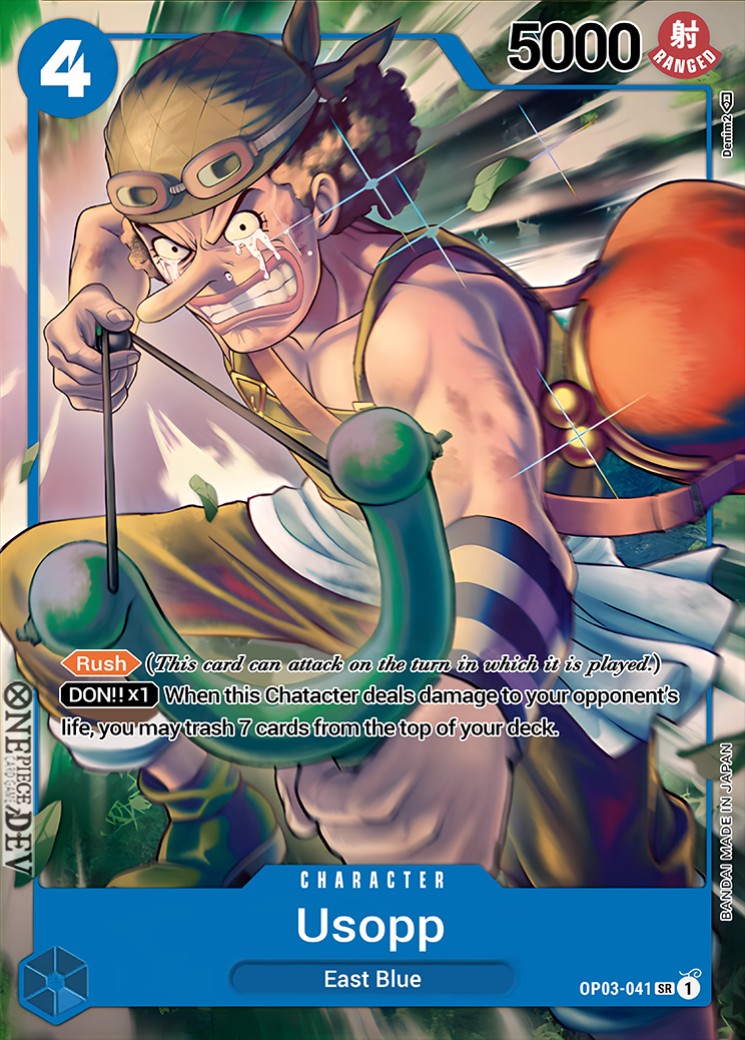 4
5000
射
RANGED
Denim2
Rush (This card can attack on the turn in which it is played.)
DON!! x1 When this Chatacter deals damage to your opponent's
life, you may trash 7 cards from the top of your deck.
ONE PIECE
CARD GAME
/DEV
BANDAI MADE IN JAPAN
CHARACTER
Usopp
East Blue
OP03-041 SR 1